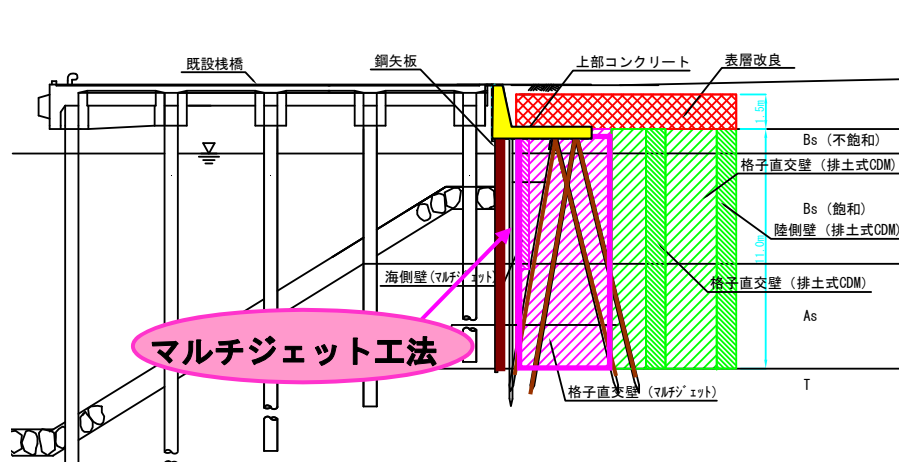 既設桟橋
鋼矢板
上部コンクリート
表層改良
1.5m
Bs (不飽和)
格子直交壁 (排土式CDM)
Bs (飽和)
陸側壁 (排土式CDM)
11.0m
海側壁(マルチジェット)
格子直交壁 (排土式CDM)
As
マルチジェット工法
格子直交壁 (マルチジェット)
T